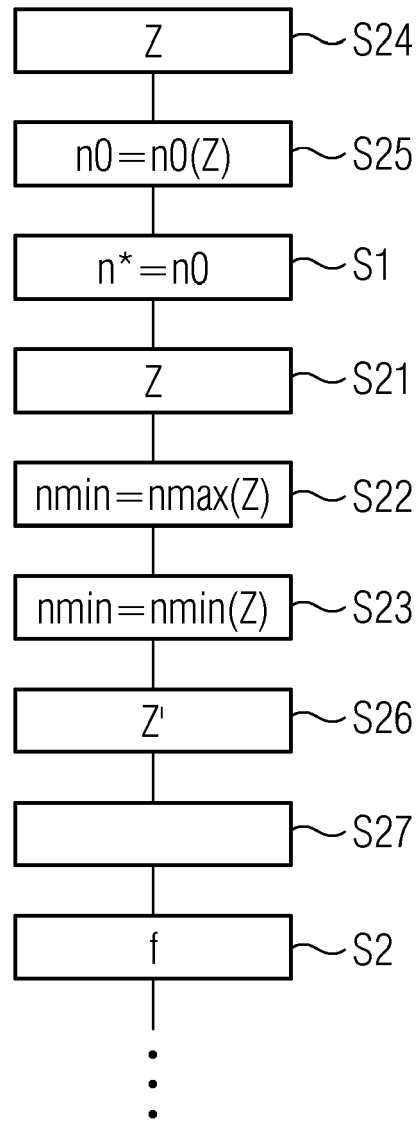 Z S24
n0=n0(Z) S25
n*=n0 S1
Z S21
nmin=nmax(Z) S22
nmin=nmin(Z) S23
Z' S26
S27
f S2